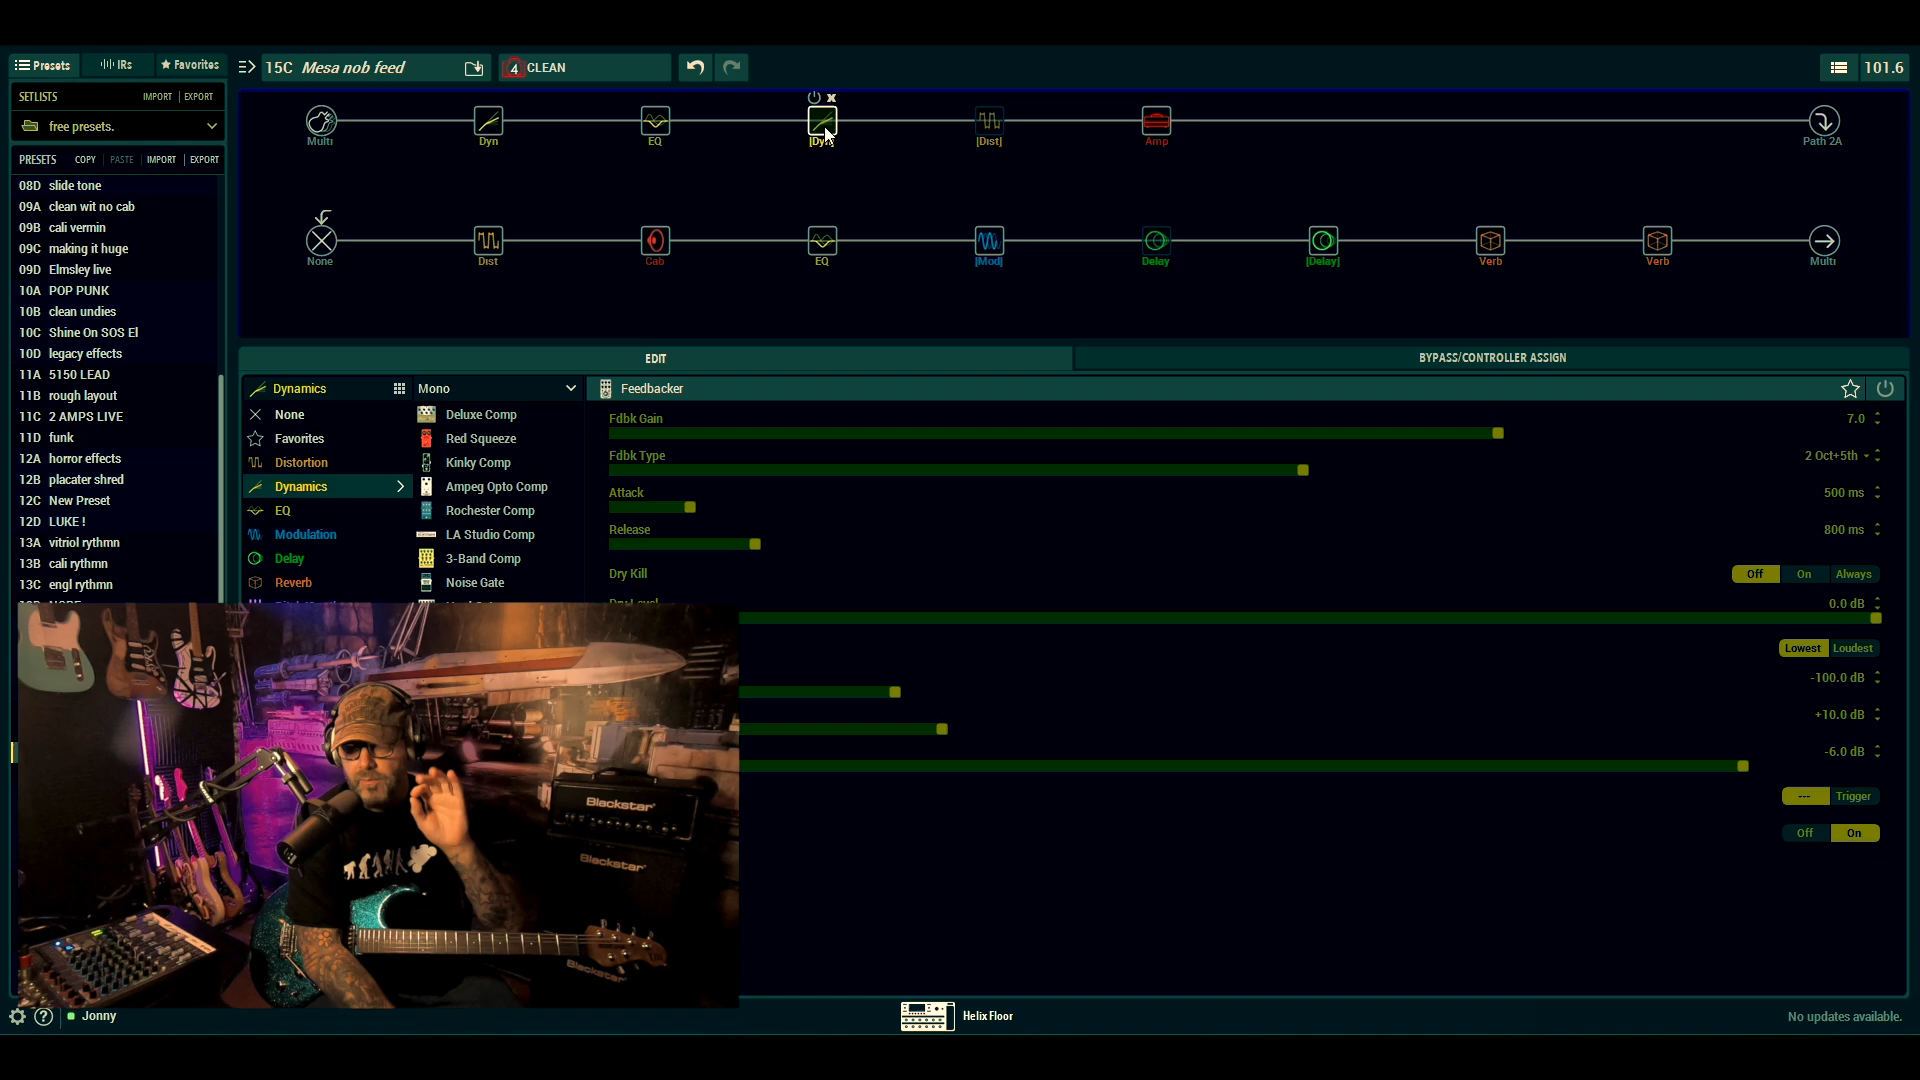 Presets IRs Favorites 15C Mesa nob feed 4 CLEAN 101.6
SETLISTS IMPORT | EXPORT
free presets.
PRESETS COPY PASTE IMPORT | EXPORT
08D slide tone
09A clean wit no cab
09B cali vermin
09C making it huge
09D Elmsley live
10A POP PUNK
10B clean undies
10C Shine On SOS El
10D legacy effects
11A 5150 LEAD
11B rough layout
11C 2 AMPS LIVE
11D funk
12A horror effects
12B placater shred
12C New Preset
12D LUKE !
13A vitriol rythmn
13B cali rythmn
13C engl rythmn
Multi Dyn EQ [Dist] Amp Path 2A
None Dist Cab EQ [Mod] Delay [Delay] Verb Verb Multi
EDIT BYPASS/CONTROLLER ASSIGN
Dynamics Mono Feedbacker
None
Favorites
Distortion
Dynamics
EQ
Modulation
Delay
Reverb
Deluxe Comp
Red Squeeze
Kinky Comp
Ampeg Opto Comp
Rochester Comp
LA Studio Comp
3-Band Comp
Noise Gate
Fdbk Gain 7.0
Fdbk Type 2 Oct+5th
Attack 500 ms
Release 800 ms
Dry Kill Off On Always
Dry Level 0.0 dB
Lowest Loudest
-100.0 dB
+10.0 dB
-6.0 dB
--- Trigger
Off On
Blackstar
Blackstar
Blackstar
Jonny Helix Floor No updates available.